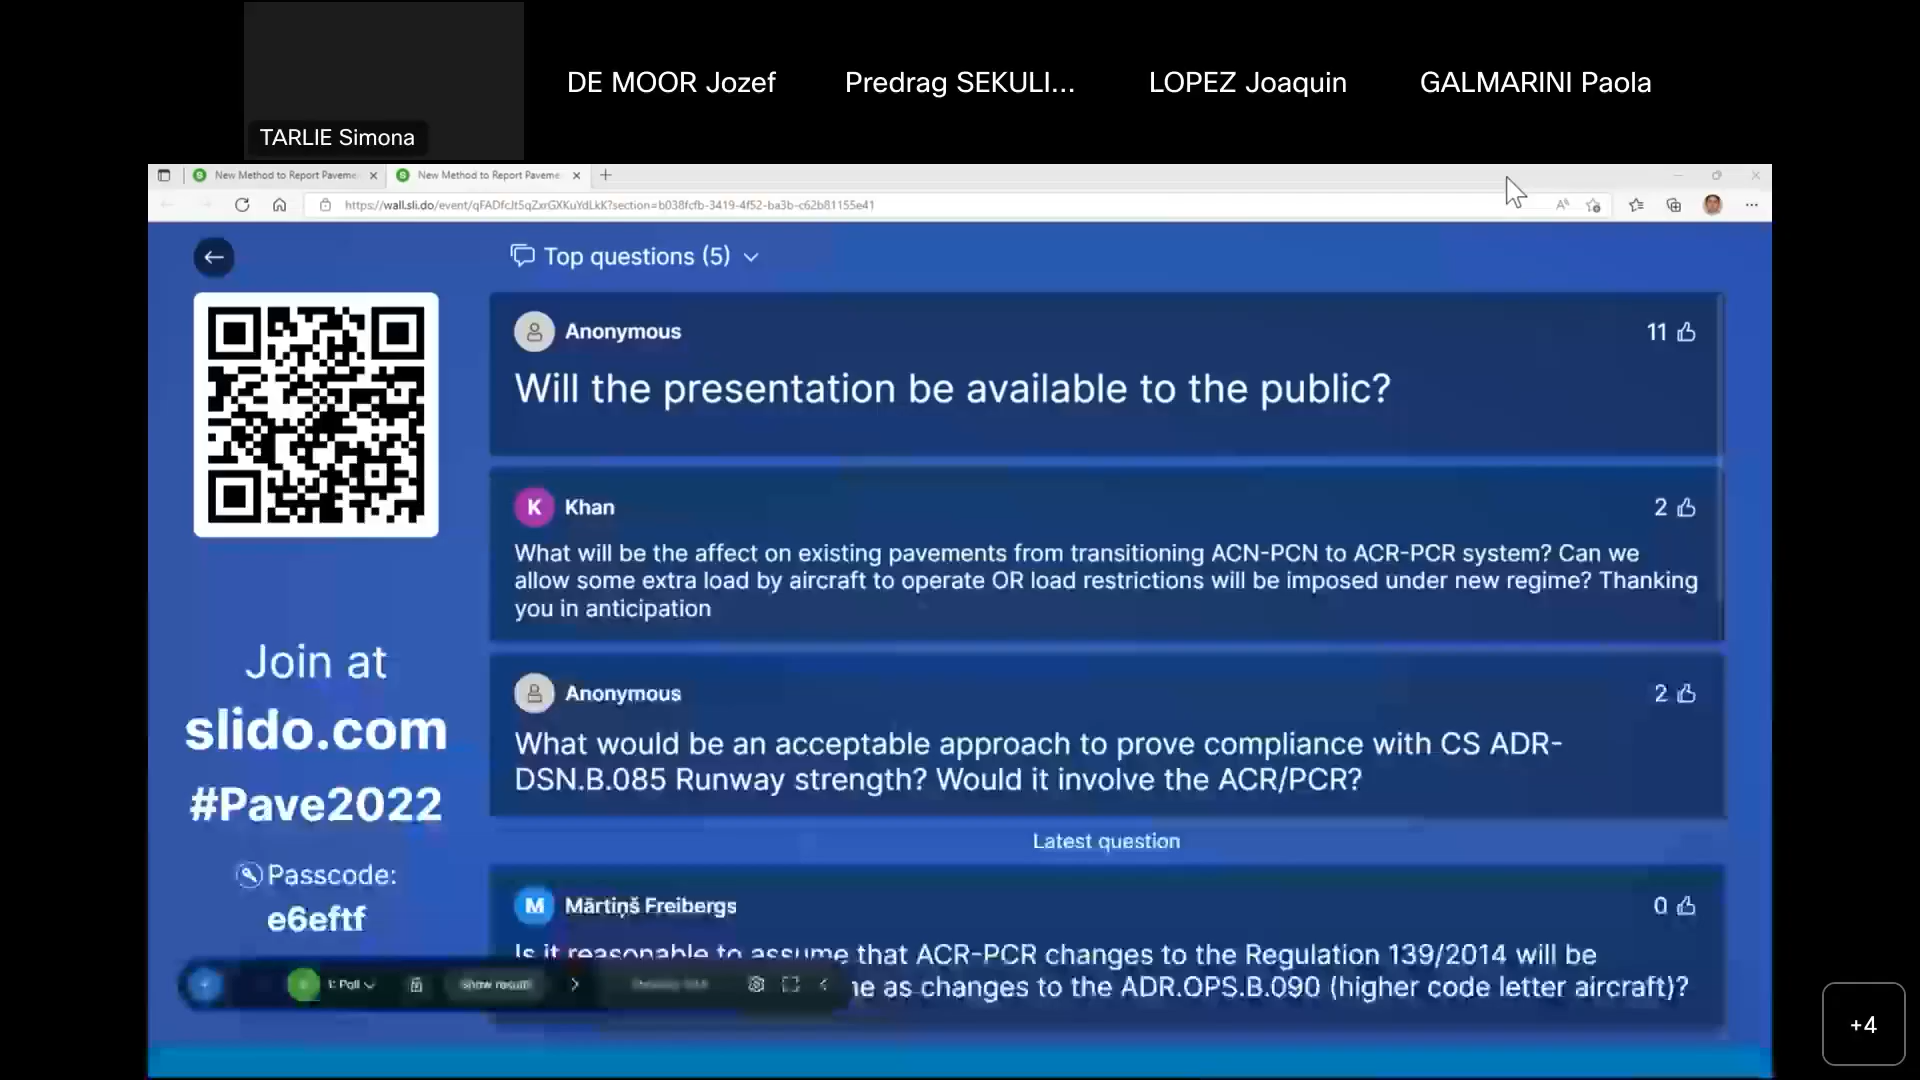 DE MOOR Jozef
Predrag SEKULI...
LOPEZ Joaquin
GALMARINI Paola
TARLIE Simona
New Method to Report Paveme
New Method to Report Paveme
Top questions (5)
Anonymous
11
Will the presentation be available to the public?
K
Khan
2
What will be the affect on existing pavements from transitioning ACN-PCN to ACR-PCR system? Can we
allow some extra load by aircraft to operate OR load restrictions will be imposed under new regime? Thanking
you in anticipation
Anonymous
2
What would be an acceptable approach to prove compliance with CS ADR-
DSN.B.085 Runway strength? Would it involve the ACR/PCR?
Latest question
M
Mārtiņš Freibergs
0
Is it reasonable to assume that ACR-PCR changes to the Regulation 139/2014 will be
as changes to the ADR.OPS.B.090 (higher code letter aircraft)?
Join at
slido.com
#Pave2022
Passcode:
e6eftf
1: Poll
Show results
+4